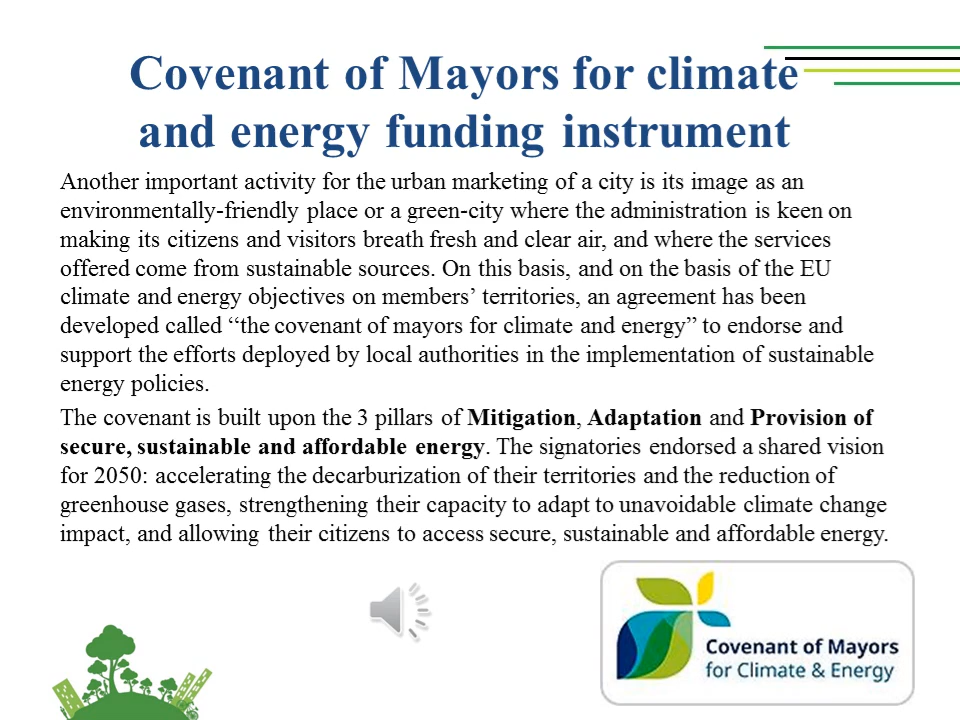 Covenant of Mayors for climate
and energy funding instrument
Another important activity for the urban marketing of a city is its image as an
environmentally-friendly place or a green-city where the administration is keen on
making its citizens and visitors breath fresh and clear air, and where the services
offered come from sustainable sources. On this basis, and on the basis of the EU
climate and energy objectives on members’ territories, an agreement has been
developed called ‘‘the covenant of mayors for climate and energy” to endorse and
support the efforts deployed by local authorities in the implementation of sustainable
energy policies.
The covenant is built upon the 3 pillars of Mitigation, Adaptation and Provision of
secure, sustainable and affordable energy. The signatories endorsed a shared vision
for 2050: accelerating the decarburization of their territories and the reduction of
greenhouse gases, strengthening their capacity to adapt to unavoidable climate change
impact, and allowing their citizens to access secure, sustainable and affordable energy.
Covenant of Mayors
for Climate & Energy